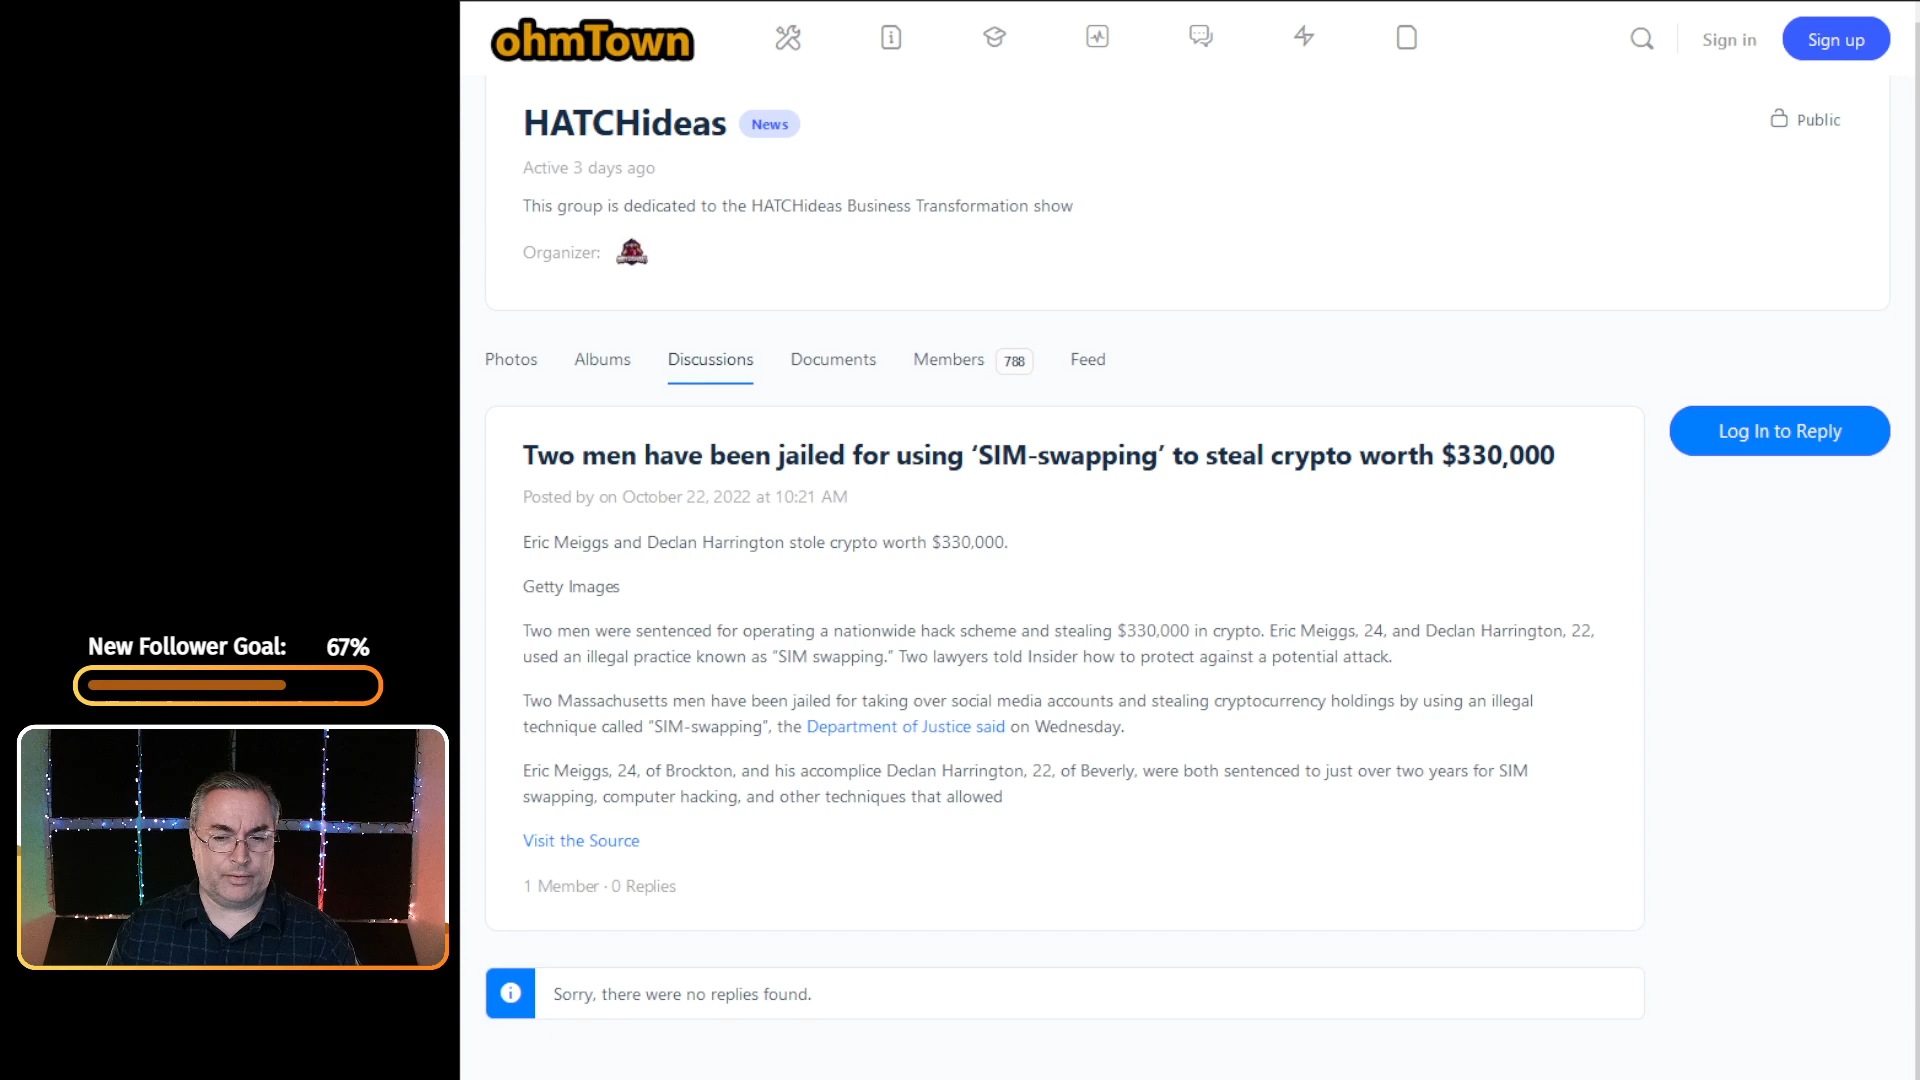 ohmTown
Sign in
Sign up
HATCHideas News
Public
Active 3 days ago
This group is dedicated to the HATCHideas Business Transformation show
Organizer:
Photos Albums Discussions Documents Members 788 Feed
Two men have been jailed for using ‘SIM-swapping’ to steal crypto worth $330,000
Log In to Reply
Posted by on October 22, 2022 at 10:21 AM
Eric Meiggs and Declan Harrington stole crypto worth $330,000.
Getty Images
Two men were sentenced for operating a nationwide hack scheme and stealing $330,000 in crypto. Eric Meiggs, 24, and Declan Harrington, 22,
used an illegal practice known as “SIM swapping.” Two lawyers told Insider how to protect against a potential attack.
Two Massachusetts men have been jailed for taking over social media accounts and stealing cryptocurrency holdings by using an illegal
technique called “SIM-swapping”, the Department of Justice said on Wednesday.
Eric Meiggs, 24, of Brockton, and his accomplice Declan Harrington, 22, of Beverly, were both sentenced to just over two years for SIM
swapping, computer hacking, and other techniques that allowed
Visit the Source
1 Member · 0 Replies
Sorry, there were no replies found.
New Follower Goal: 67%